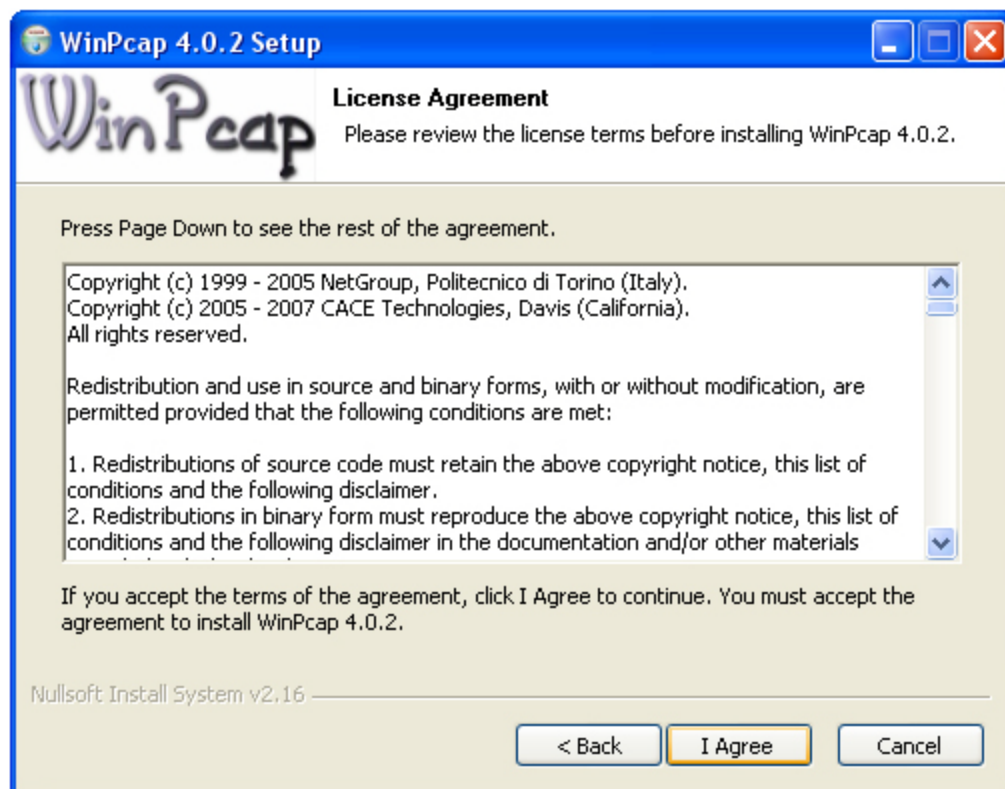 WinPcap 4.0.2 Setup
WinPcap
License Agreement
Please review the license terms before installing WinPcap 4.0.2.
Press Page Down to see the rest of the agreement.
Copyright (c) 1999 - 2005 NetGroup, Politecnico di Torino (Italy).
Copyright (c) 2005 - 2007 CACE Technologies, Davis (California).
All rights reserved.
Redistribution and use in source and binary forms, with or without modification, are
permitted provided that the following conditions are met:
1. Redistributions of source code must retain the above copyright notice, this list of
conditions and the following disclaimer.
2. Redistributions in binary form must reproduce the above copyright notice, this list of
conditions and the following disclaimer in the documentation and/or other materials
If you accept the terms of the agreement, click I Agree to continue. You must accept the
agreement to install WinPcap 4.0.2.
Nullsoft Install System v2.16
< Back
I Agree
Cancel